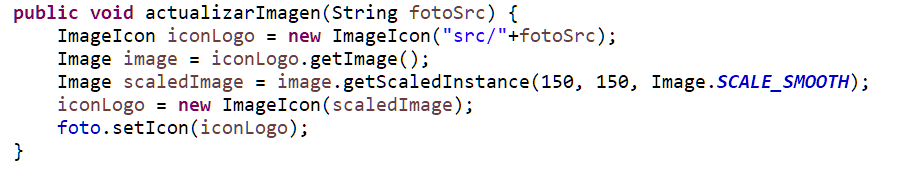 public void actualizarImagen(String fotoSrc) {
ImageIcon iconLogo = new ImageIcon("src/"+fotoSrc);
Image image = iconLogo.getImage();
Image scaledImage = image.getScaledInstance(150, 150, Image.SCALE_SMOOTH);
iconLogo = new ImageIcon(scaledImage);
foto.setIcon(iconLogo);
}